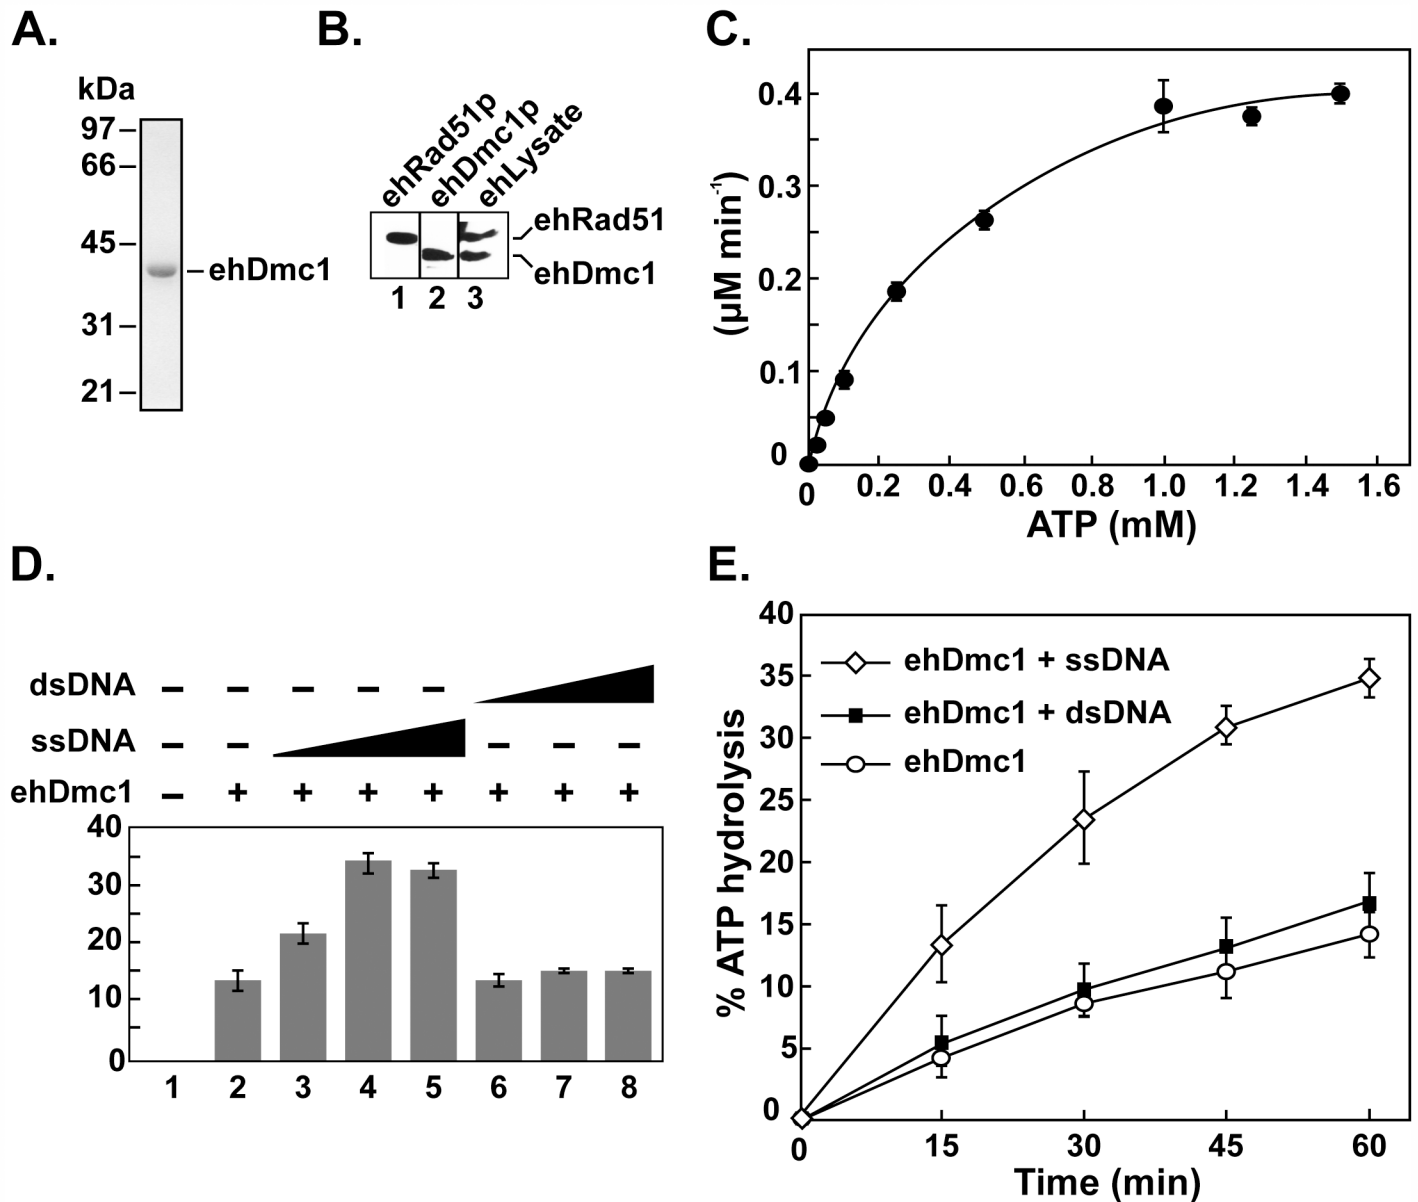 A.
kDa
97
66
45
31
21
ehDmc1
B.
ehRad51p
ehDmc1p
ehLysate
ehRad51
ehDmc1
1 2 3
C.
(µM min⁻¹)
0.4
0.3
0.2
0.1
0
0 0.2 0.4 0.6 0.8 1.0 1.2 1.4 1.6
ATP (mM)
D.
dsDNA – – – – –
ssDNA – – – – –
ehDmc1 – + + + + + + +
40
30
20
10
0
1 2 3 4 5 6 7 8
E.
% ATP hydrolysis
40
35
30
25
20
15
10
5
0
ehDmc1 + ssDNA
ehDmc1 + dsDNA
ehDmc1
0 15 30 45 60
Time (min)